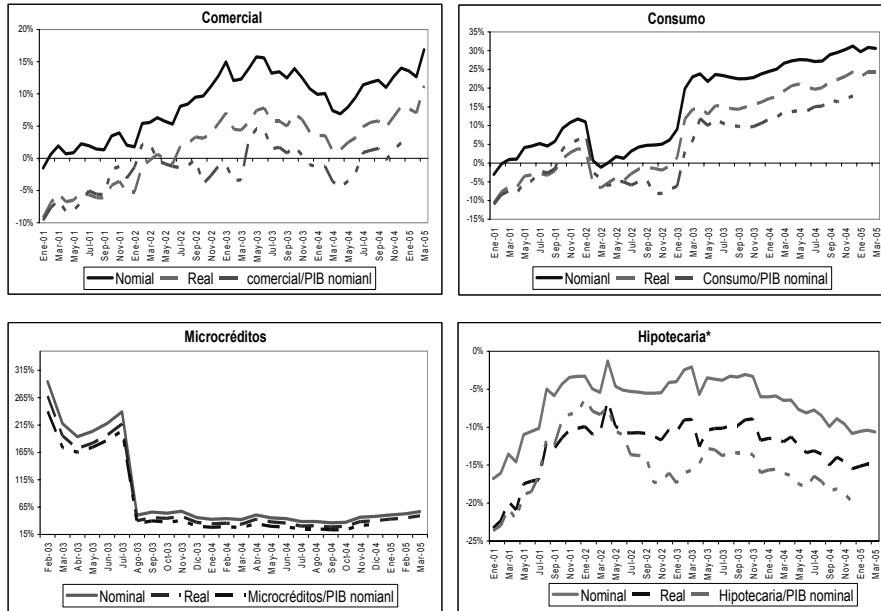 Comercial
20%
15%
10%
5%
0%
-5%
-10%
Ene-01
Mar-01
May-01
Jul-01
Sep-01
Nov-01
Ene-02
Mar-02
May-02
Jul-02
Sep-02
Nov-02
Ene-03
Mar-03
May-03
Jul-03
Sep-03
Nov-03
Ene-04
Mar-04
May-04
Jul-04
Sep-04
Nov-04
Ene-05
Mar-05
Nomial Real comercial/PIB nomianl
Consumo
35%
30%
25%
20%
15%
10%
5%
0%
-5%
-10%
-15%
Ene-01
Mar-01
May-01
Jul-01
Sep-01
Nov-01
Ene-02
Mar-02
May-02
Jul-02
Sep-02
Nov-02
Ene-03
Mar-03
May-03
Jul-03
Sep-03
Nov-03
Ene-04
Mar-04
May-04
Jul-04
Sep-04
Nov-04
Ene-05
Mar-05
Nomianl Real Consumo/PIB nominal
Microcréditos
315%
265%
215%
165%
115%
65%
15%
Feb-03
Mar-03
Abr-03
May-03
Jun-03
Jul-03
Ago-03
Sep-03
Oct-03
Nov-03
Dic-03
Ene-04
Feb-04
Mar-04
Abr-04
May-04
Jun-04
Jul-04
Ago-04
Sep-04
Oct-04
Nov-04
Dic-04
Ene-05
Feb-05
Mar-05
Nominal Real Microcréditos/PIB nomianl
Hipotecaria*
0%
-5%
-10%
-15%
-20%
-25%
Ene-01
Mar-01
May-01
Jul-01
Sep-01
Nov-01
Ene-02
Mar-02
May-02
Jul-02
Sep-02
Nov-02
Ene-03
Mar-03
May-03
Jul-03
Sep-03
Nov-03
Ene-04
Mar-04
May-04
Jul-04
Sep-04
Nov-04
Ene-05
Mar-05
Nominal Real Hipotecaria/PIB nominal